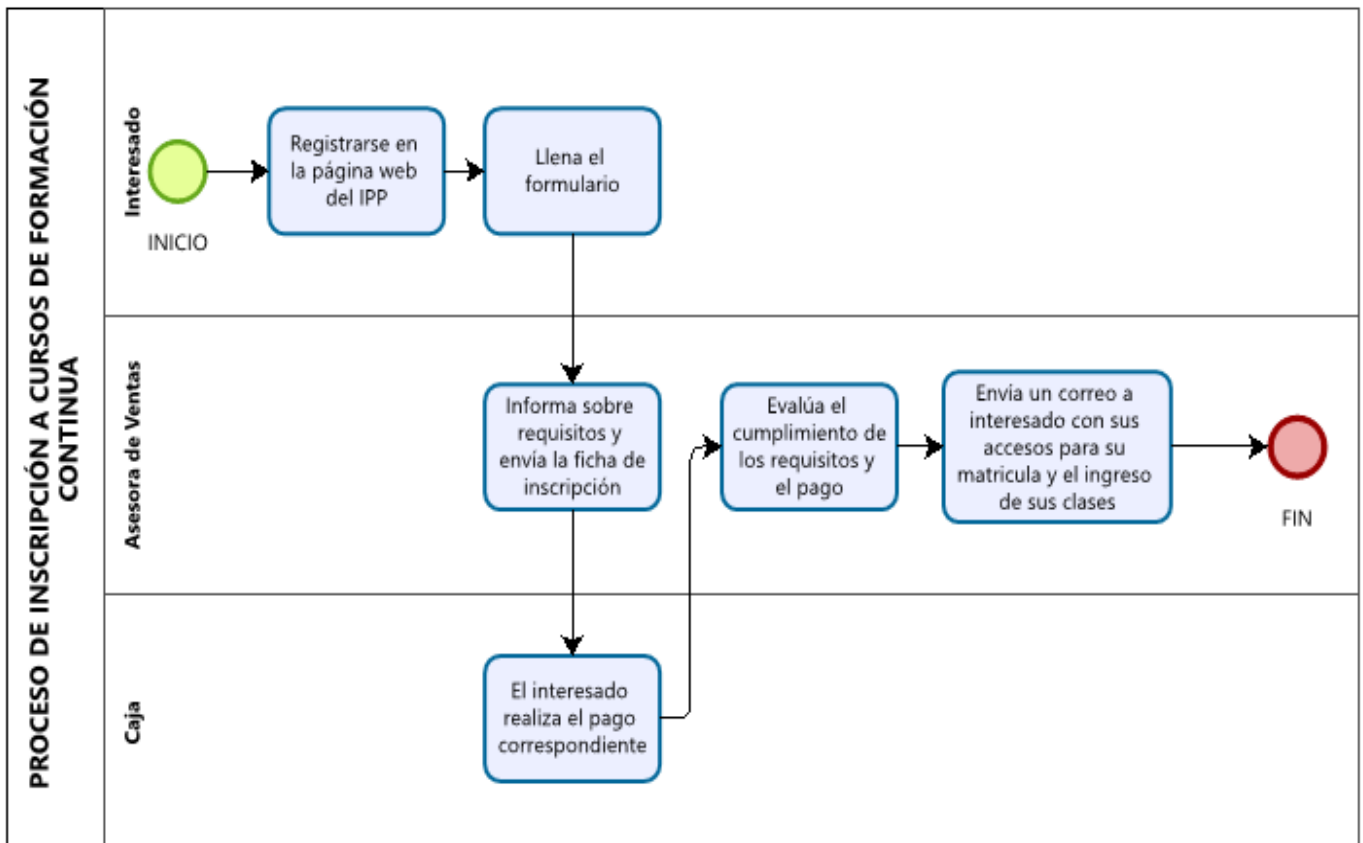 PROCESO DE INSCRIPCIÓN A CURSOS DE FORMACIÓN
CONTINUA
Interesado
INICIO
Registrarse en
la página web
del IPP
Llena el
formulario
Asesora de Ventas
Informa sobre
requisitos y
envía la ficha de
inscripción
Evalúa el
cumplimiento de
los requisitos y
el pago
Envía un correo a
interesado con sus
accesos para su
matricula y el ingreso
de sus clases
FIN
Caja
El interesado
realiza el pago
correspondiente